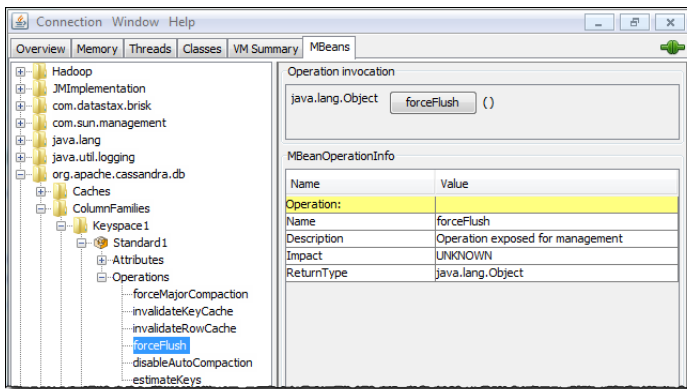 Connection Window Help
Overview Memory Threads Classes VM Summary MBeans
Hadoop
JMImplementation
com.datastax.brisk
com.sun.management
java.lang
java.util.logging
org.apache.cassandra.db
Caches
ColumnFamilies
Keyspace1
Standard1
Attributes
Operations
forceMajorCompaction
invalidateKeyCache
invalidateRowCache
forceFlush
disableAutoCompaction
estimateKeys
Operation invocation
java.lang.Object forceFlush ()
MBeanOperationInfo
Name Value
Operation:
Name forceFlush
Description Operation exposed for management
Impact UNKNOWN
ReturnType java.lang.Object